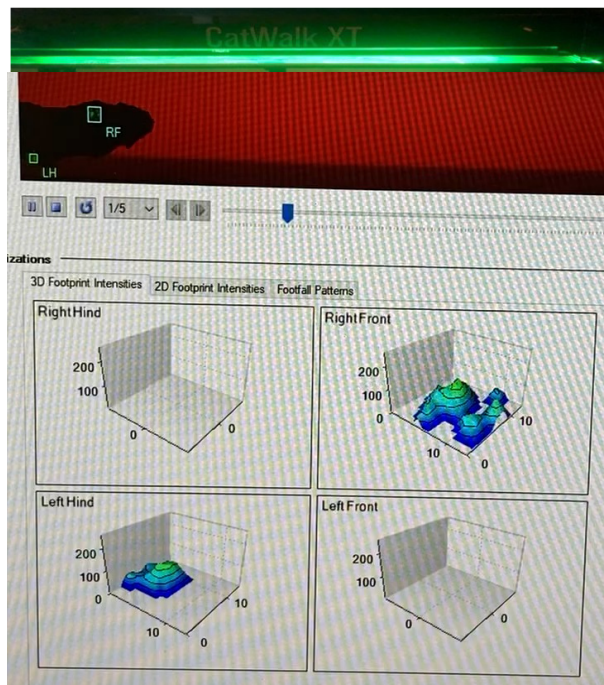 CatWalk XT
RF
LH
1/5
izations
3D Footprint Intensities
2D Footprint Intensities
Footfall Patterns
Right Hind
200
100
0
0
Right Front
200
100
0
10
10
0
Left Hind
200
100
0
10
10
0
Left Front
200
100
0
0